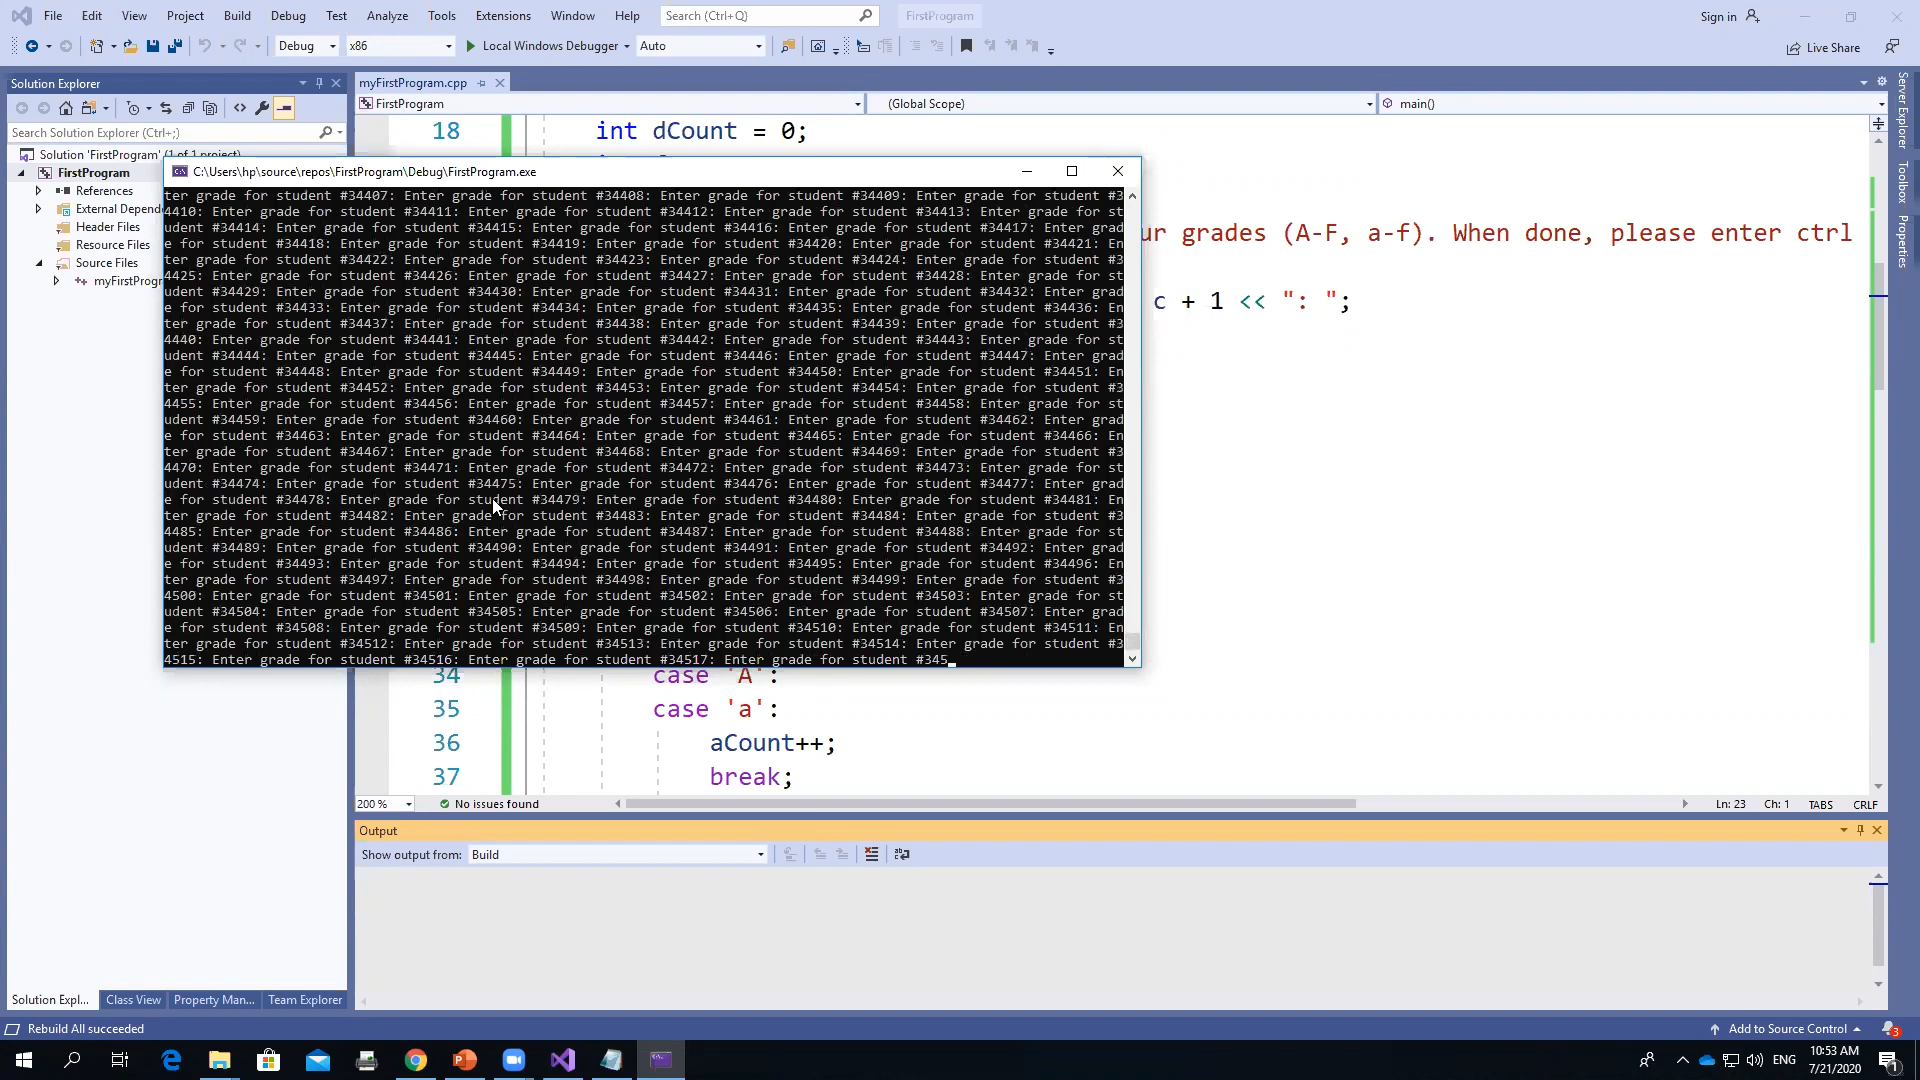 File Edit View Project Build Debug Test Analyze Tools Extensions Window Help Search (Ctrl+Q) FirstProgram Sign in
Debug x86 Local Windows Debugger Auto Live Share
Solution Explorer
Search Solution Explorer (Ctrl+;)
Solution 'FirstProgram' (1 of 1 project)
FirstProgram
References
External Depend
Header Files
Resource Files
Source Files
myFirstProgr
myFirstProgram.cpp
FirstProgram (Global Scope) main()
18 int dCount = 0;
C:\Users\hp\source\repos\FirstProgram\Debug\FirstProgram.exe
ter grade for student #34407: Enter grade for student #34408: Enter grade for student #34409: Enter grade for student #3
4410: Enter grade for student #34411: Enter grade for student #34412: Enter grade for student #34413: Enter grade for st
udent #34414: Enter grade for student #34415: Enter grade for student #34416: Enter grade for student #34417: Enter grad
e for student #34418: Enter grade for student #34419: Enter grade for student #34420: Enter grade for student #34421: En
ter grade for student #34422: Enter grade for student #34423: Enter grade for student #34424: Enter grade for student #3
4425: Enter grade for student #34426: Enter grade for student #34427: Enter grade for student #34428: Enter grade for st
udent #34429: Enter grade for student #34430: Enter grade for student #34431: Enter grade for student #34432: Enter grad
e for student #34433: Enter grade for student #34434: Enter grade for student #34435: Enter grade for student #34436: En
ter grade for student #34437: Enter grade for student #34438: Enter grade for student #34439: Enter grade for student #3
4440: Enter grade for student #34441: Enter grade for student #34442: Enter grade for student #34443: Enter grade for st
udent #34444: Enter grade for student #34445: Enter grade for student #34446: Enter grade for student #34447: Enter grad
e for student #34448: Enter grade for student #34449: Enter grade for student #34450: Enter grade for student #34451: En
ter grade for student #34452: Enter grade for student #34453: Enter grade for student #34454: Enter grade for student #3
4455: Enter grade for student #34456: Enter grade for student #34457: Enter grade for student #34458: Enter grade for st
udent #34459: Enter grade for student #34460: Enter grade for student #34461: Enter grade for student #34462: Enter grad
e for student #34463: Enter grade for student #34464: Enter grade for student #34465: Enter grade for student #34466: En
ter grade for student #34467: Enter grade for student #34468: Enter grade for student #34469: Enter grade for student #3
4470: Enter grade for student #34471: Enter grade for student #34472: Enter grade for student #34473: Enter grade for st
udent #34474: Enter grade for student #34475: Enter grade for student #34476: Enter grade for student #34477: Enter grad
e for student #34478: Enter grade for student #34479: Enter grade for student #34480: Enter grade for student #34481: En
ter grade for student #34482: Enter grade for student #34483: Enter grade for student #34484: Enter grade for student #3
4485: Enter grade for student #34486: Enter grade for student #34487: Enter grade for student #34488: Enter grade for st
udent #34489: Enter grade for student #34490: Enter grade for student #34491: Enter grade for student #34492: Enter grad
e for student #34493: Enter grade for student #34494: Enter grade for student #34495: Enter grade for student #34496: En
ter grade for student #34497: Enter grade for student #34498: Enter grade for student #34499: Enter grade for student #3
4500: Enter grade for student #34501: Enter grade for student #34502: Enter grade for student #34503: Enter grade for st
udent #34504: Enter grade for student #34505: Enter grade for student #34506: Enter grade for student #34507: Enter grad
e for student #34508: Enter grade for student #34509: Enter grade for student #34510: Enter grade for student #34511: En
ter grade for student #34512: Enter grade for student #34513: Enter grade for student #34514: Enter grade for student #3
4515: Enter grade for student #34516: Enter grade for student #34517: Enter grade for student #345
ur grades (A-F, a-f). When done, please enter ctrl
c + 1 << ": ";
34 case 'A':
35 case 'a':
36 aCount++;
37 break;
200 % No issues found Ln: 23 Ch: 1 TABS CRLF
Output
Show output from: Build
Server Explorer
Toolbox
Properties
Solution Expl... Class View Property Man... Team Explorer
Rebuild All succeeded Add to Source Control 3
ENG 10:53 AM
7/21/2020
1